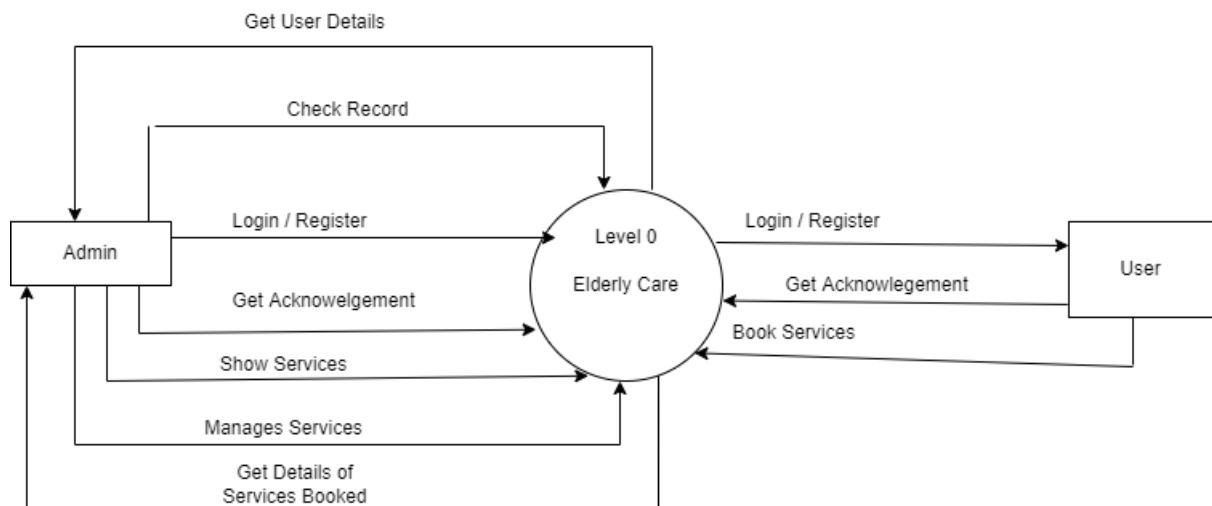 Get User Details
Check Record
Login / Register
Level 0
Login / Register
Admin
Elderly Care
User
Get Acknowelgement
Get Acknowlegement
Book Services
Show Services
Manages Services
Get Details of
Services Booked